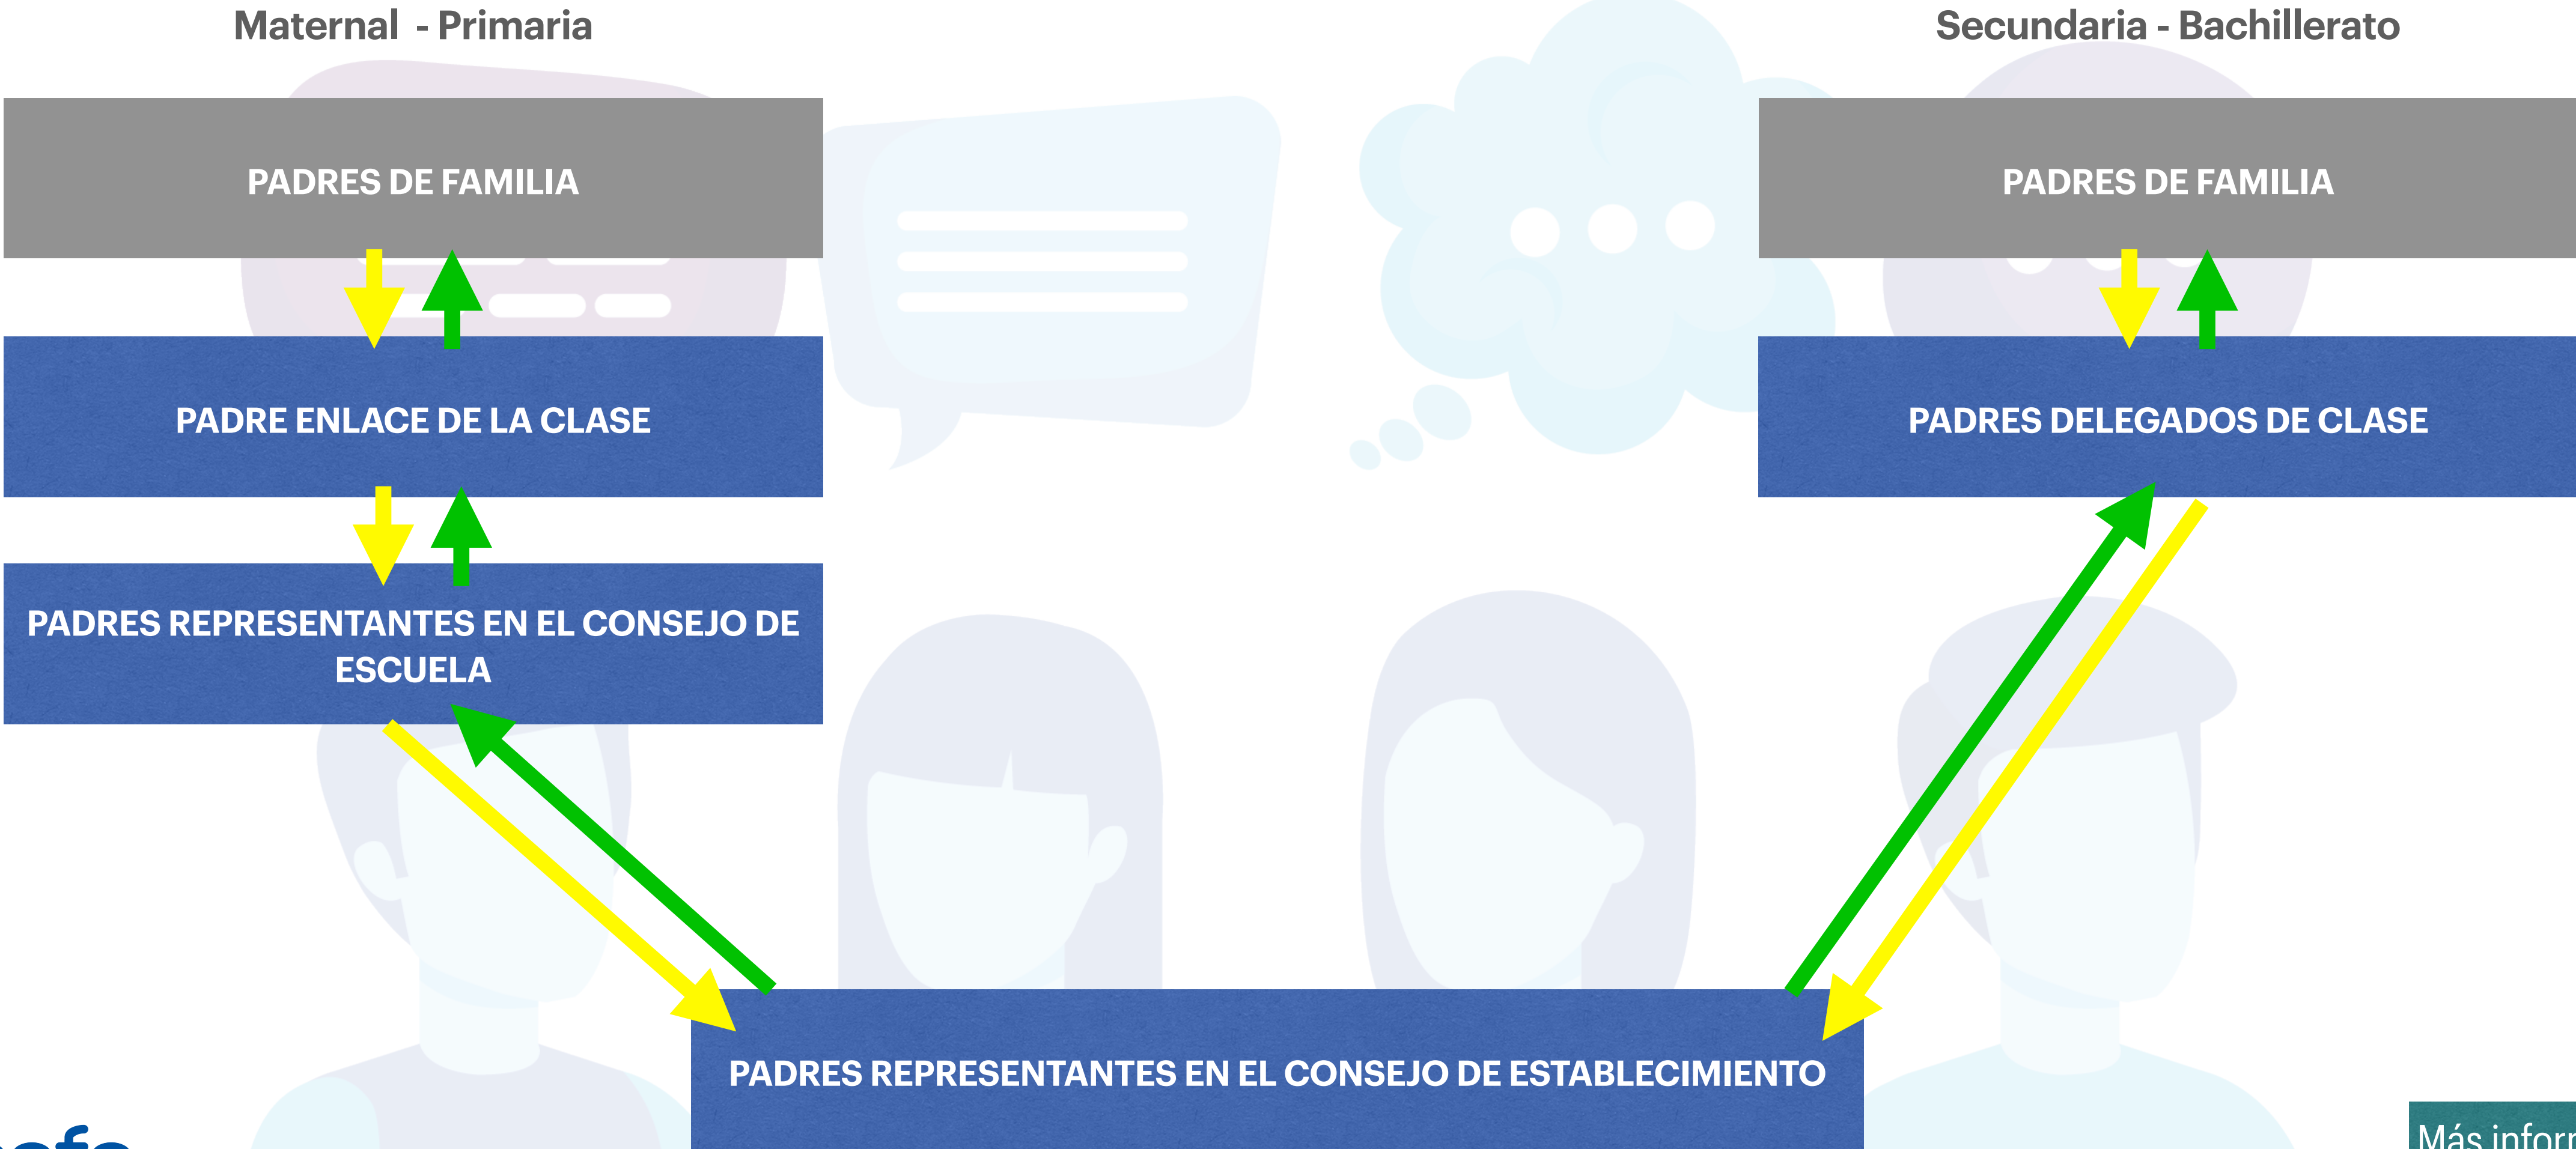 Maternal - Primaria
Secundaria - Bachillerato
PADRES DE FAMILIA
PADRES DE FAMILIA
PADRE ENLACE DE LA CLASE
PADRES DELEGADOS DE CLASE
PADRES REPRESENTANTES EN EL CONSEJO DE
ESCUELA
PADRES REPRESENTANTES EN EL CONSEJO DE ESTABLECIMIENTO
Más